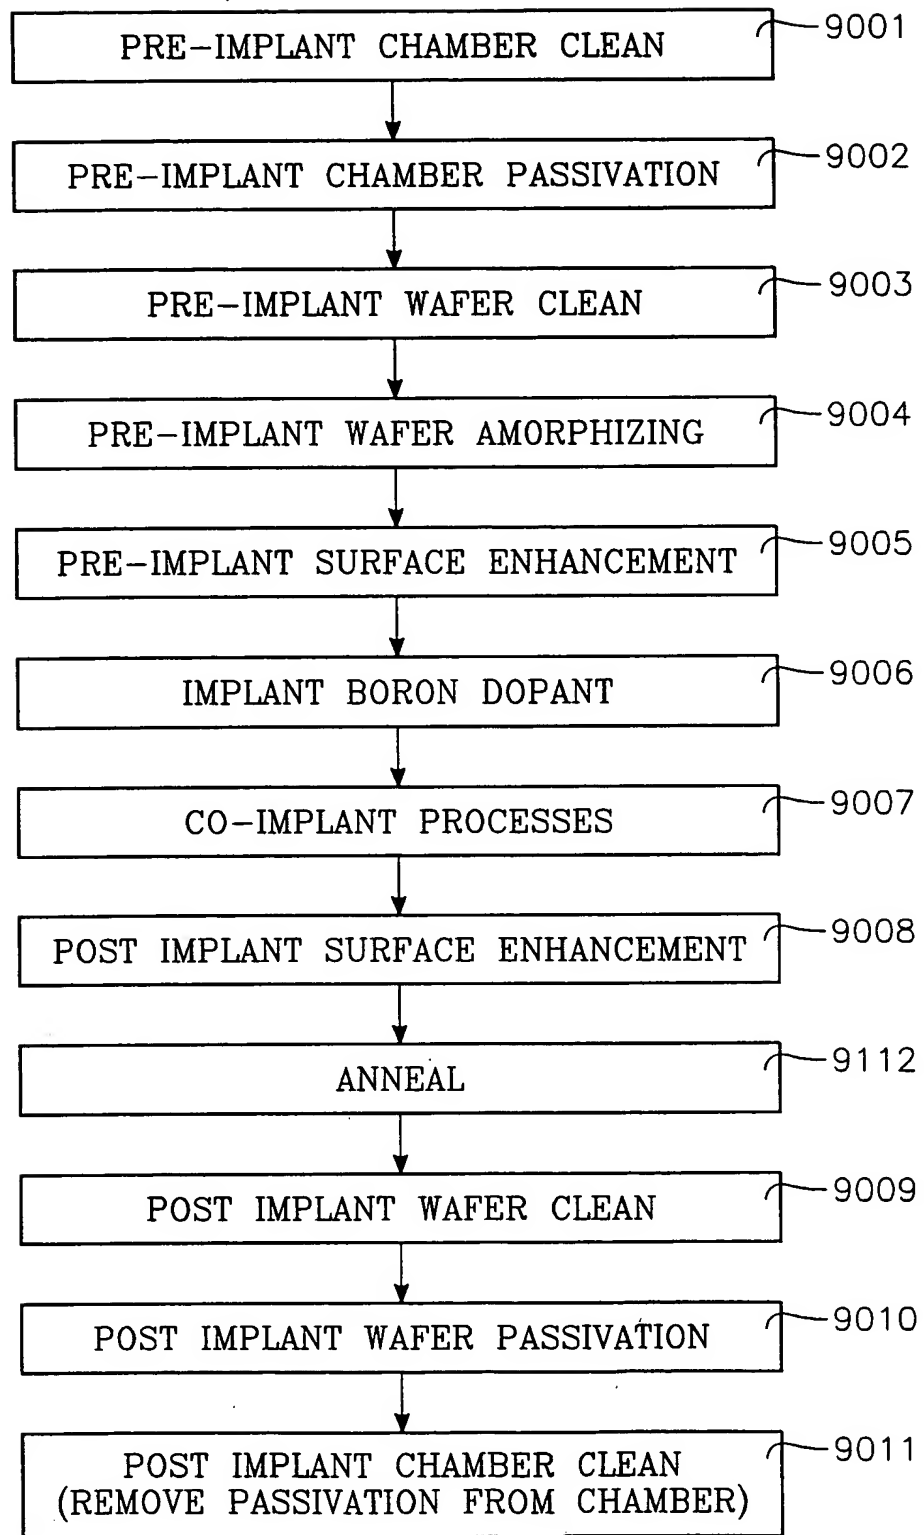 PRE-IMPLANT CHAMBER CLEAN 9001
PRE-IMPLANT CHAMBER PASSIVATION 9002
PRE-IMPLANT WAFER CLEAN 9003
PRE-IMPLANT WAFER AMORPHIZING 9004
PRE-IMPLANT SURFACE ENHANCEMENT 9005
IMPLANT BORON DOPANT 9006
CO-IMPLANT PROCESSES 9007
POST IMPLANT SURFACE ENHANCEMENT 9008
ANNEAL 9112
POST IMPLANT WAFER CLEAN 9009
POST IMPLANT WAFER PASSIVATION 9010
POST IMPLANT CHAMBER CLEAN 9011
(REMOVE PASSIVATION FROM CHAMBER)